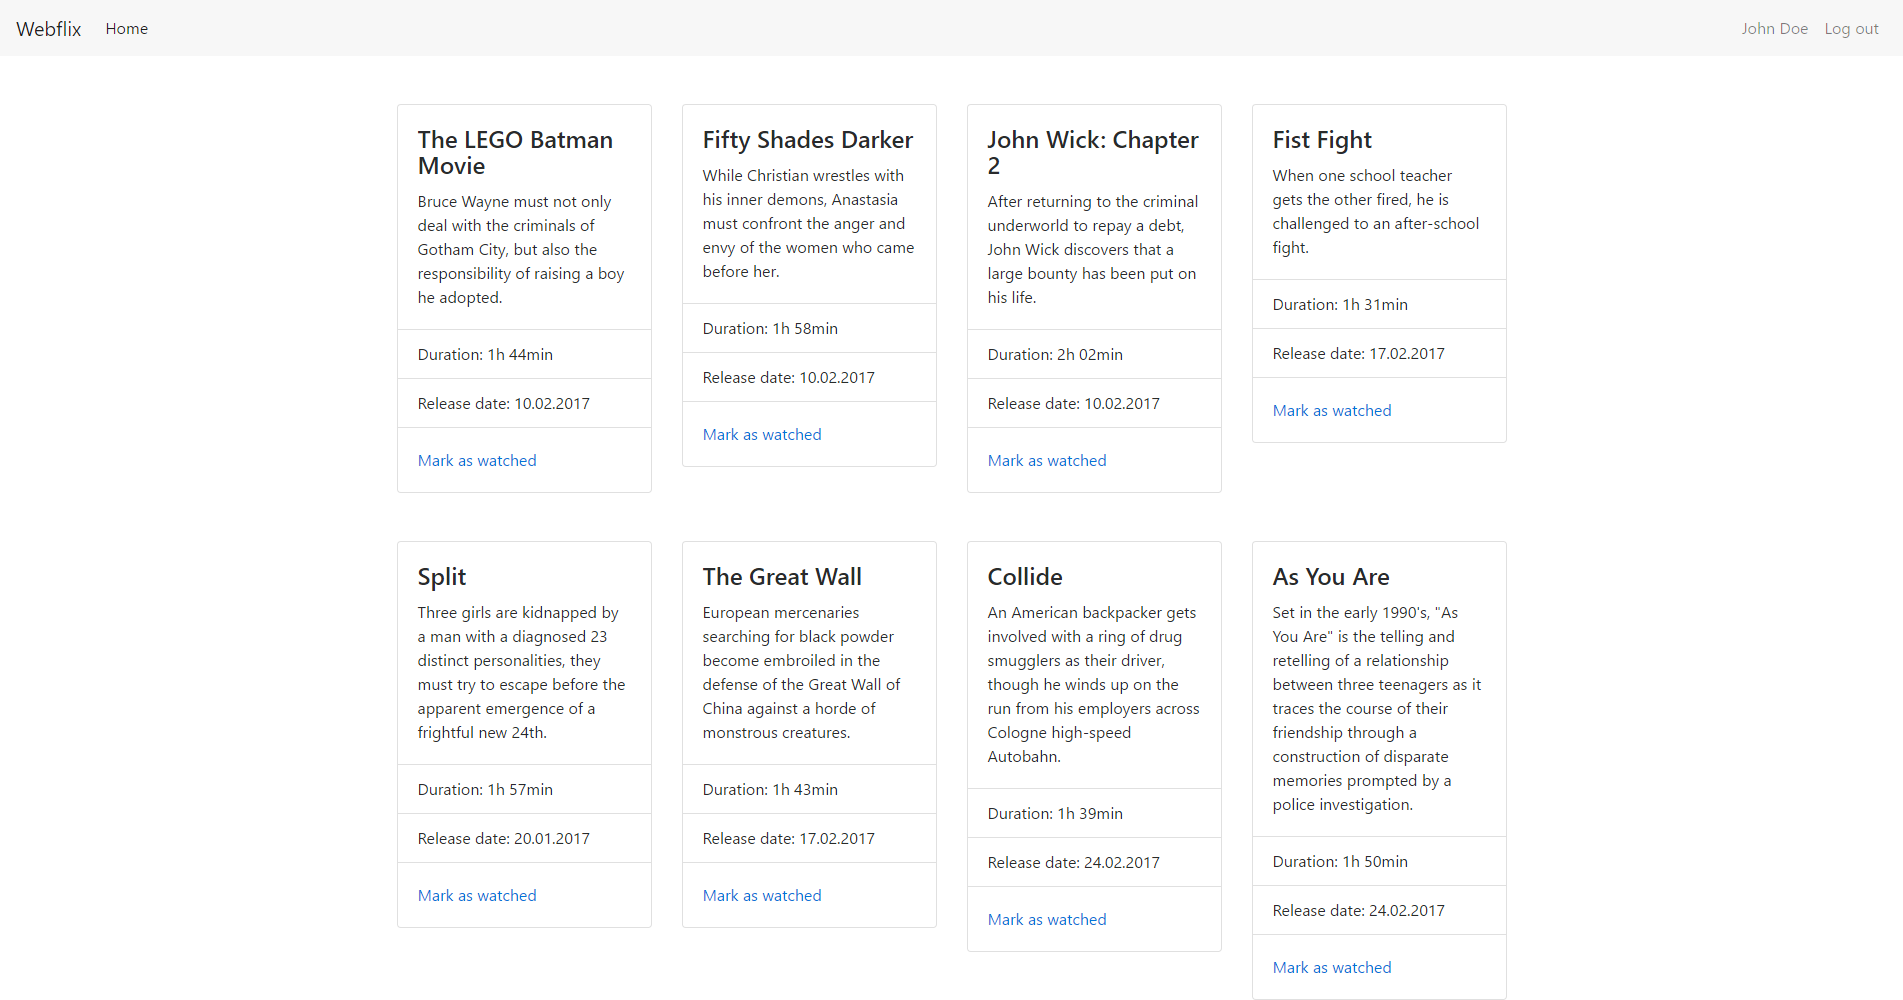 Webflix Home John Doe Log out
The LEGO Batman
Movie
Bruce Wayne must not only
deal with the criminals of
Gotham City, but also the
responsibility of raising a boy
he adopted.
Duration: 1h 44min
Release date: 10.02.2017
Mark as watched
Fifty Shades Darker
While Christian wrestles with
his inner demons, Anastasia
must confront the anger and
envy of the women who came
before her.
Duration: 1h 58min
Release date: 10.02.2017
Mark as watched
John Wick: Chapter
2
After returning to the criminal
underworld to repay a debt,
John Wick discovers that a
large bounty has been put on
his life.
Duration: 2h 02min
Release date: 10.02.2017
Mark as watched
Fist Fight
When one school teacher
gets the other fired, he is
challenged to an after-school
fight.
Duration: 1h 31min
Release date: 17.02.2017
Mark as watched
Split
Three girls are kidnapped by
a man with a diagnosed 23
distinct personalities, they
must try to escape before the
apparent emergence of a
frightful new 24th.
Duration: 1h 57min
Release date: 20.01.2017
Mark as watched
The Great Wall
European mercenaries
searching for black powder
become embroiled in the
defense of the Great Wall of
China against a horde of
monstrous creatures.
Duration: 1h 43min
Release date: 17.02.2017
Mark as watched
Collide
An American backpacker gets
involved with a ring of drug
smugglers as their driver,
though he winds up on the
run from his employers across
Cologne high-speed
Autobahn.
Duration: 1h 39min
Release date: 24.02.2017
Mark as watched
As You Are
Set in the early 1990's, "As
You Are" is the telling and
retelling of a relationship
between three teenagers as it
traces the course of their
friendship through a
construction of disparate
memories prompted by a
police investigation.
Duration: 1h 50min
Release date: 24.02.2017
Mark as watched